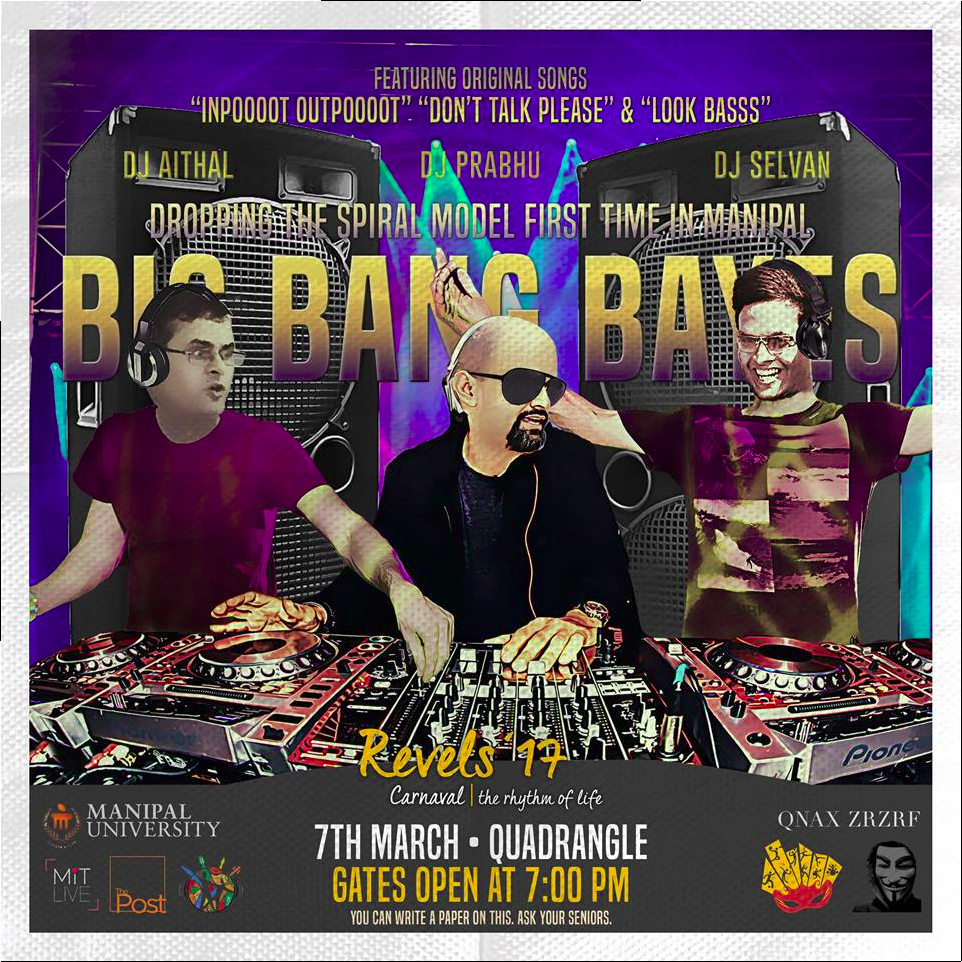 FEATURING ORIGINAL SONGS
“INPOOOOT OUTPOOOOT” “DON’T TALK PLEASE” & “LOOK BASSS”
DJ AITHAL DJ PRABHU DJ SELVAN
DROPPING THE SPIRAL MODEL FIRST TIME IN MANIPAL
BIG BANG BAYES
Pioneer
Pioneer
Revels '17
Carnaval | the rhythm of life
MANIPAL
UNIVERSITY
QNAX ZRZRF
7TH MARCH • QUADRANGLE
GATES OPEN AT 7:00 PM
YOU CAN WRITE A PAPER ON THIS. ASK YOUR SENIORS.
MiT
LIVE
The
Post